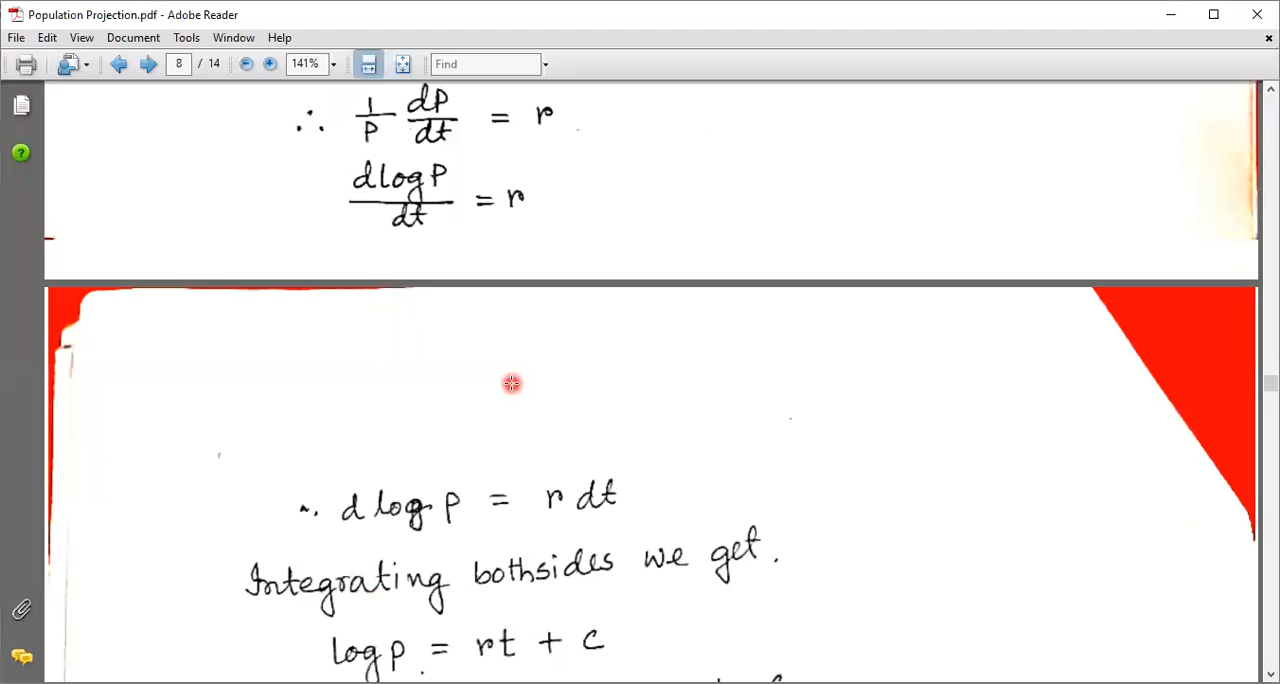 Population Projection.pdf - Adobe Reader
File Edit View Document Tools Window Help
8 / 14 141% Find
∴ 1/P dP/dt = r
d log P/dt = r
∴ d log p = r dt
Integrating bothsides we get.
log p = rt + c